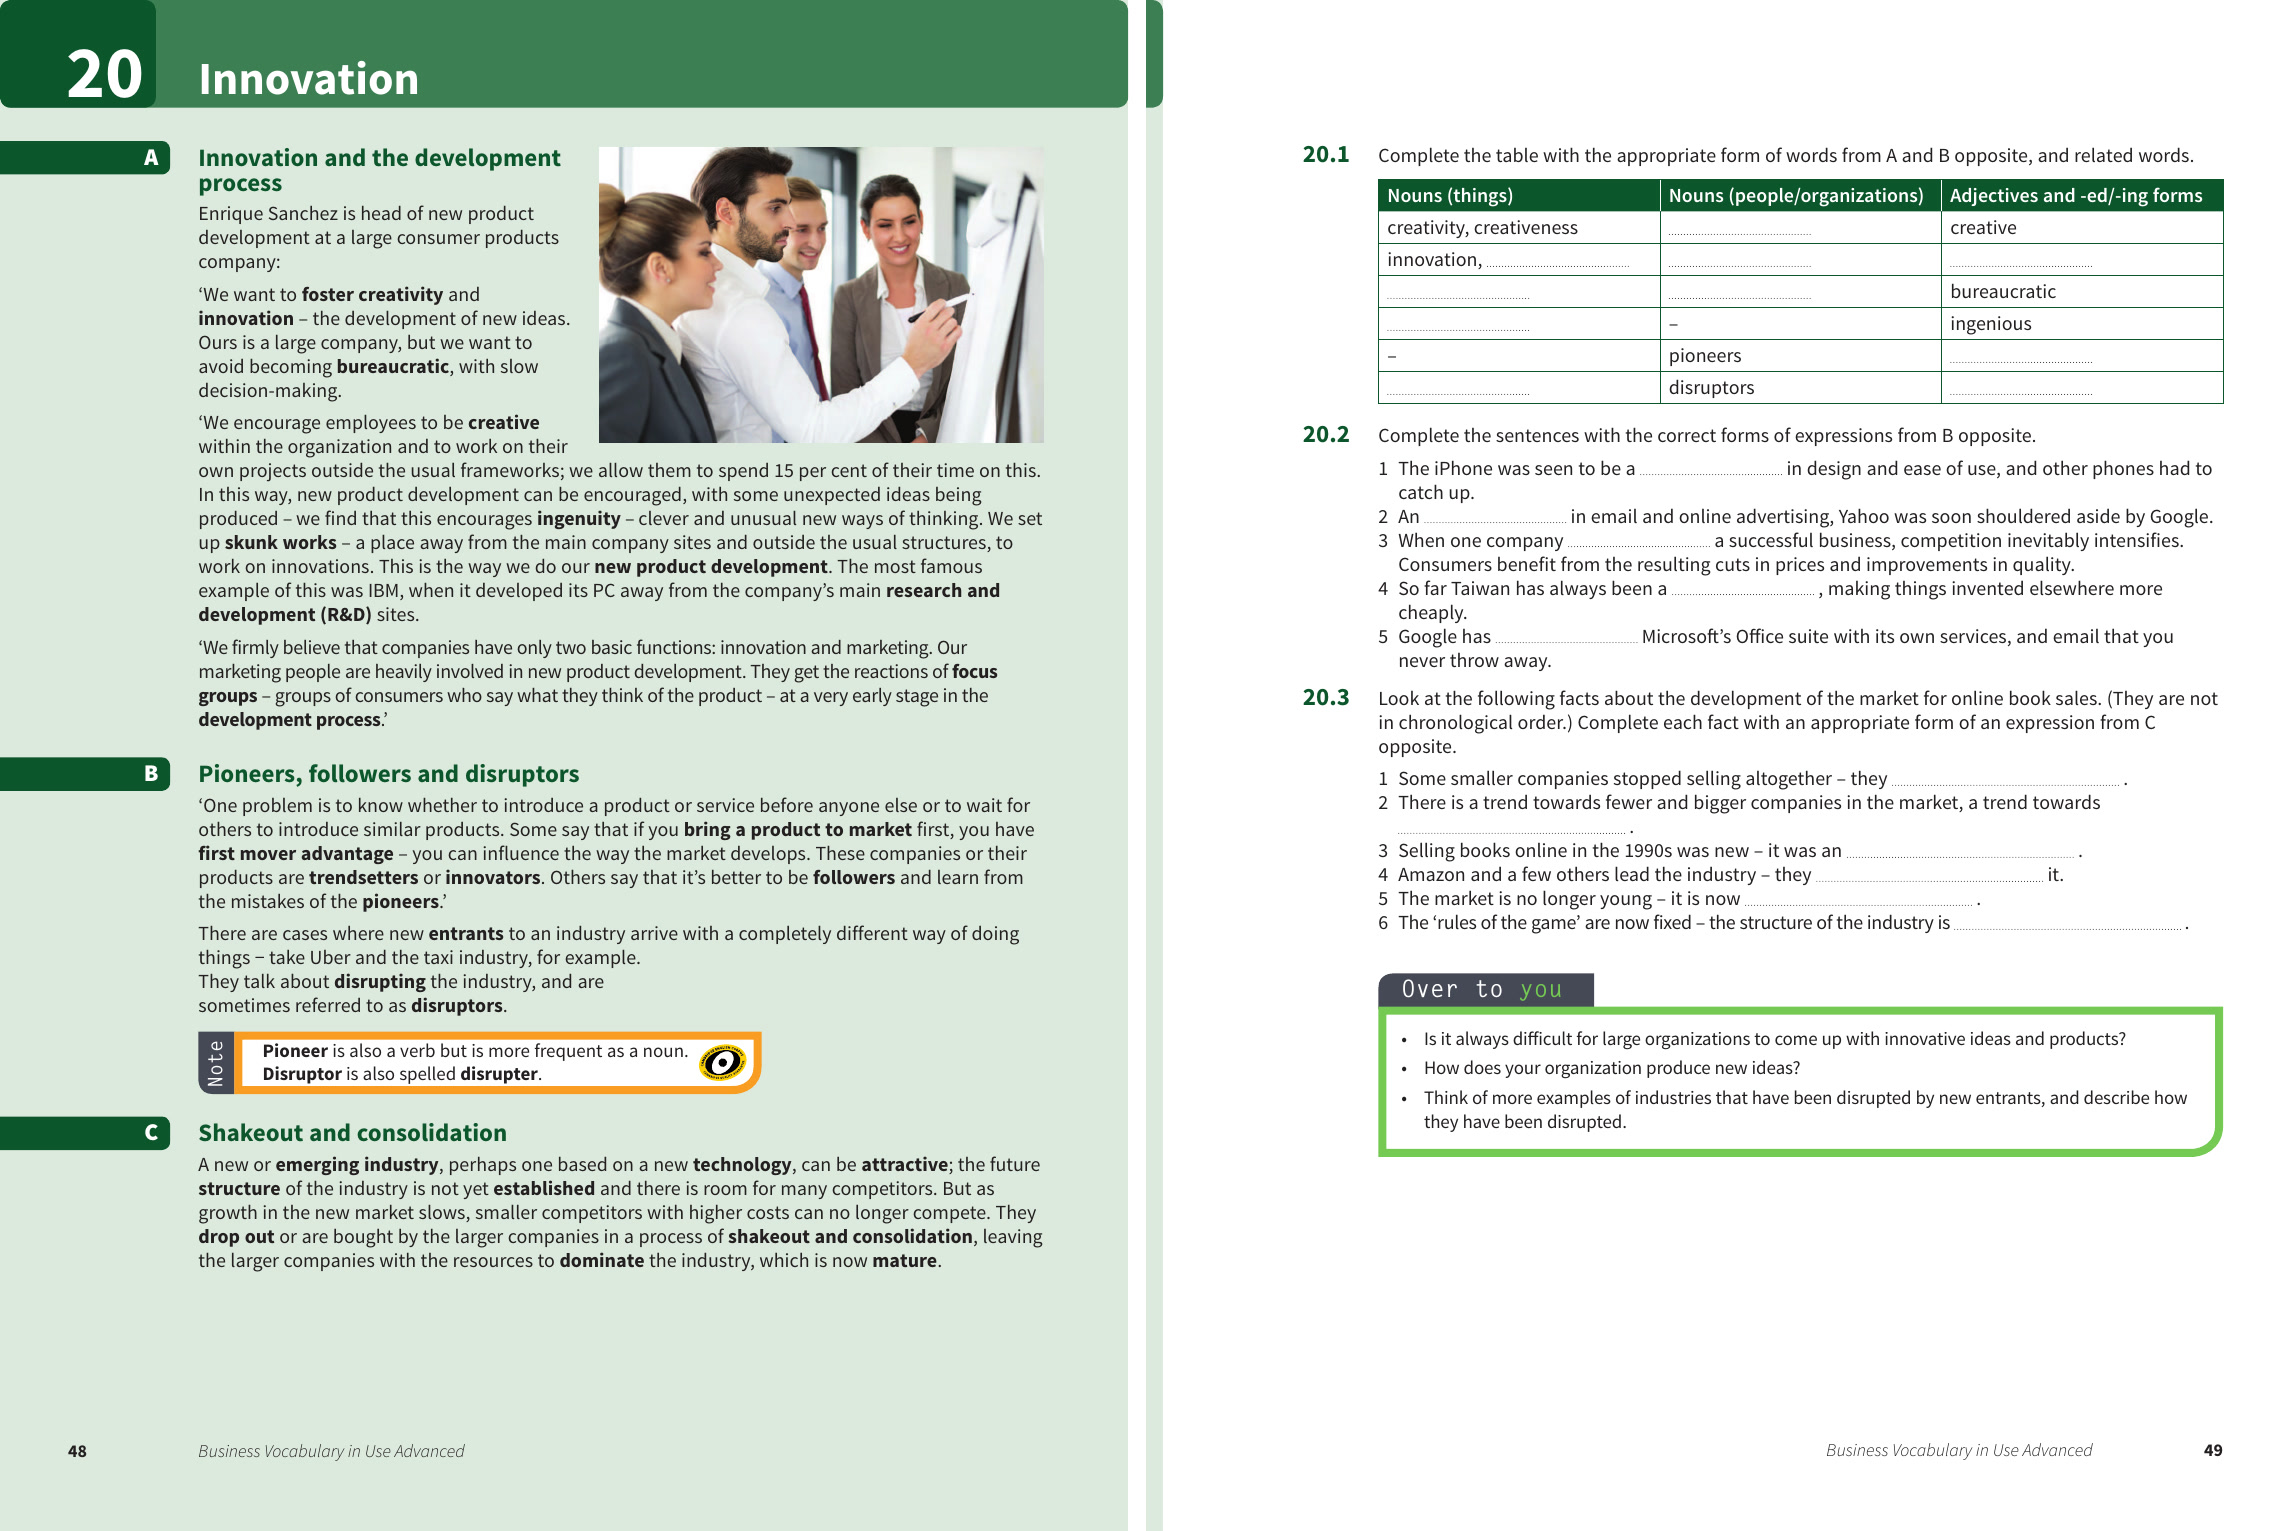 20
Innovation
A
Innovation and the development
process
Enrique Sanchez is head of new product
development at a large consumer products
company:
‘We want to foster creativity and
innovation – the development of new ideas.
Ours is a large company, but we want to
avoid becoming bureaucratic, with slow
decision-making.
‘We encourage employees to be creative
within the organization and to work on their
own projects outside the usual frameworks; we allow them to spend 15 per cent of their time on this.
In this way, new product development can be encouraged, with some unexpected ideas being
produced – we find that this encourages ingenuity – clever and unusual new ways of thinking. We set
up skunk works – a place away from the main company sites and outside the usual structures, to
work on innovations. This is the way we do our new product development. The most famous
example of this was IBM, when it developed its PC away from the company’s main research and
development (R&D) sites.
‘We firmly believe that companies have only two basic functions: innovation and marketing. Our
marketing people are heavily involved in new product development. They get the reactions of focus
groups – groups of consumers who say what they think of the product – at a very early stage in the
development process.’
B
Pioneers, followers and disruptors
‘One problem is to know whether to introduce a product or service before anyone else or to wait for
others to introduce similar products. Some say that if you bring a product to market first, you have
first mover advantage – you can influence the way the market develops. These companies or their
products are trendsetters or innovators. Others say that it’s better to be followers and learn from
the mistakes of the pioneers.’
There are cases where new entrants to an industry arrive with a completely different way of doing
things – take Uber and the taxi industry, for example.
They talk about disrupting the industry, and are
sometimes referred to as disruptors.
Note
Pioneer is also a verb but is more frequent as a noun.
Disruptor is also spelled disrupter.
C
Shakeout and consolidation
A new or emerging industry, perhaps one based on a new technology, can be attractive; the future
structure of the industry is not yet established and there is room for many competitors. But as
growth in the new market slows, smaller competitors with higher costs can no longer compete. They
drop out or are bought by the larger companies in a process of shakeout and consolidation, leaving
the larger companies with the resources to dominate the industry, which is now mature.
48
Business Vocabulary in Use Advanced
20.1 Complete the table with the appropriate form of words from A and B opposite, and related words.
Nouns (things) Nouns (people/organizations) Adjectives and -ed/-ing forms
creativity, creativeness ........ creative
innovation, ........ ........ ........
........ ........ bureaucratic
........ – ingenious
– pioneers ........
........ disruptors ........
20.2 Complete the sentences with the correct forms of expressions from B opposite.
1 The iPhone was seen to be a ........ in design and ease of use, and other phones had to
catch up.
2 An ........ in email and online advertising, Yahoo was soon shouldered aside by Google.
3 When one company ........ a successful business, competition inevitably intensifies.
Consumers benefit from the resulting cuts in prices and improvements in quality.
4 So far Taiwan has always been a ........ , making things invented elsewhere more
cheaply.
5 Google has ........ Microsoft’s Office suite with its own services, and email that you
never throw away.
20.3 Look at the following facts about the development of the market for online book sales. (They are not
in chronological order.) Complete each fact with an appropriate form of an expression from C
opposite.
1 Some smaller companies stopped selling altogether – they ........ .
2 There is a trend towards fewer and bigger companies in the market, a trend towards
........ .
3 Selling books online in the 1990s was new – it was an ........ .
4 Amazon and a few others lead the industry – they ........ it.
5 The market is no longer young – it is now ........ .
6 The ‘rules of the game’ are now fixed – the structure of the industry is ........ .
Over to you
• Is it always difficult for large organizations to come up with innovative ideas and products?
• How does your organization produce new ideas?
• Think of more examples of industries that have been disrupted by new entrants, and describe how
they have been disrupted.
Business Vocabulary in Use Advanced
49